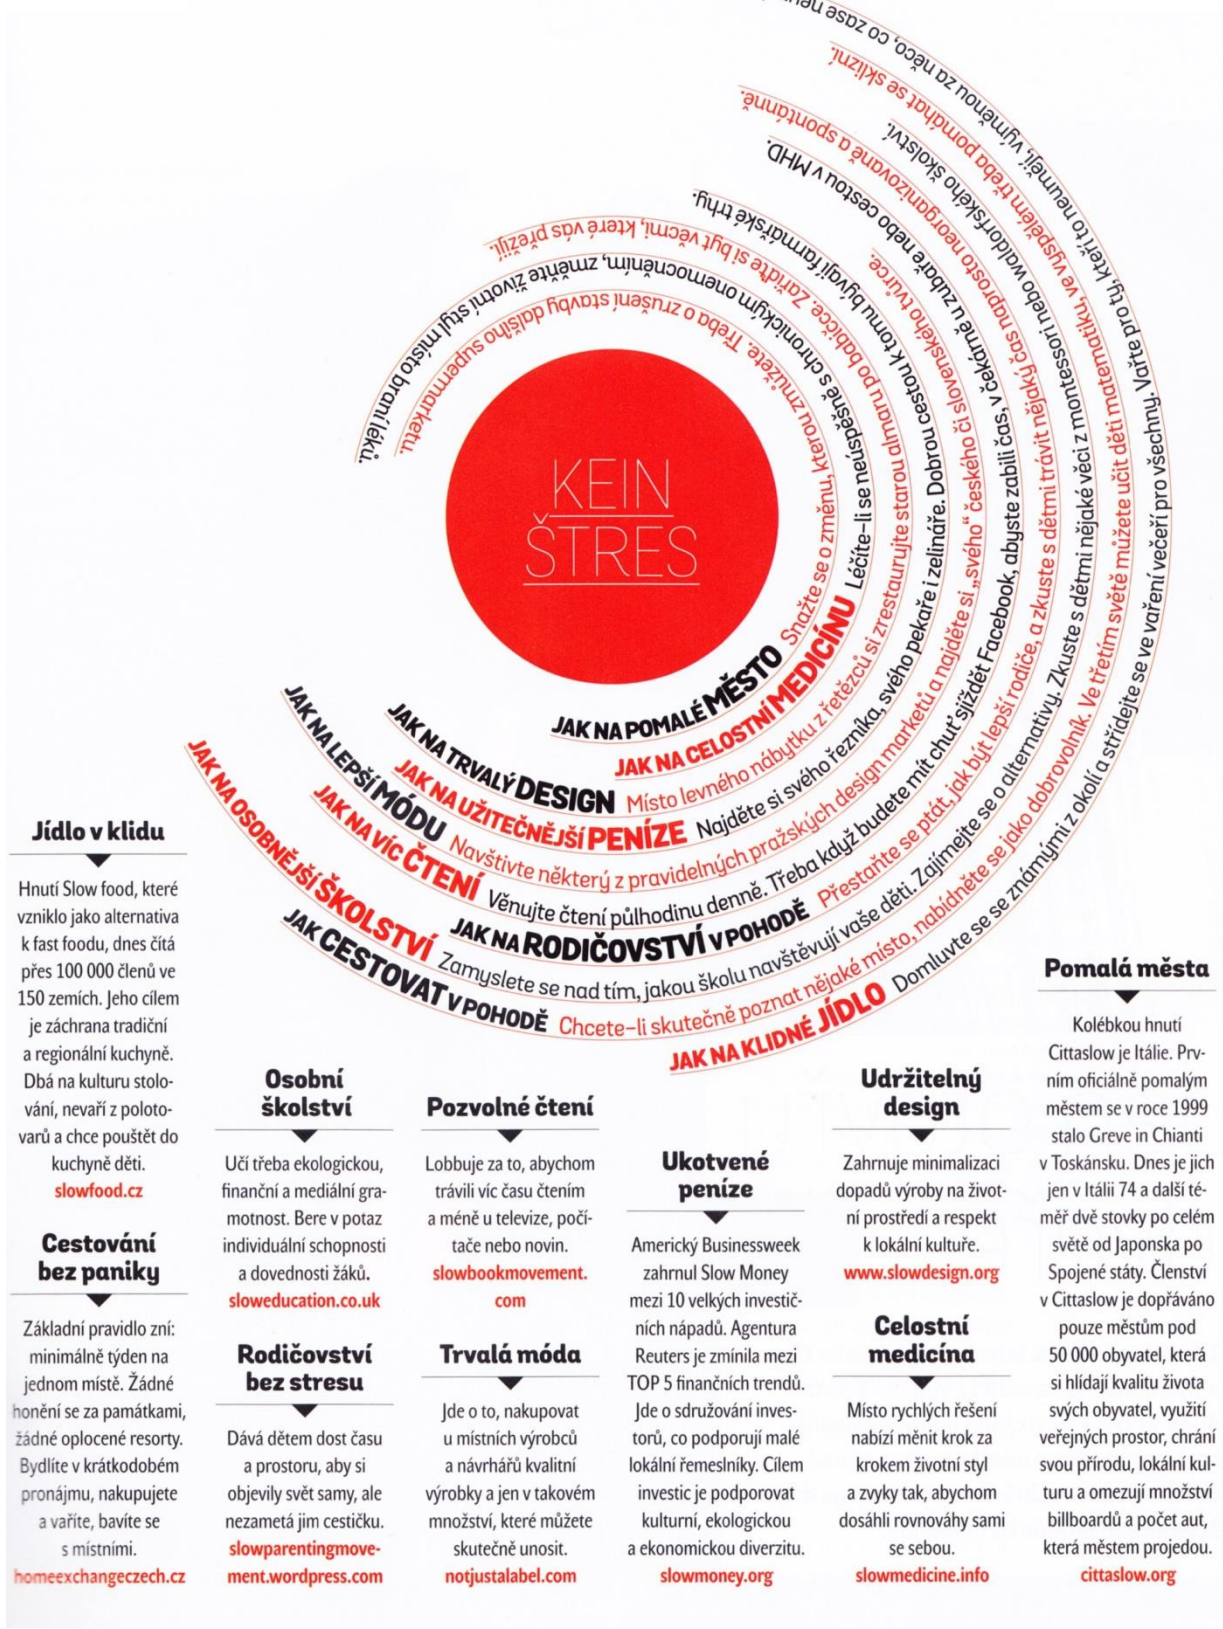 KEIN
ŠTRES
JAK NA POMALÉ MĚSTO Snažte se o změnu, kterou zmůžete. Třeba o zrušení stavby dalšího supermarketu.
JAK NA CELOSTNÍ MEDICÍNU Léčíte-li se neúspěšně s chronickým onemocněním, změňte životní styl místo braní léků.
JAK NA TRVALÝ DESIGN Místo levného nábytku z řetězců si zrestaurujte starou almaru po babičce. Zařiďte si byt věcmi, které vás přežijí.
JAK NA UŽITEČNĚJŠÍ PENÍZE Najděte si svého řezníka, svého pekaře i zelináře. Dobrou cestou k tomu bývají farmářské trhy.
JAK NA LEPŠÍ MÓDU Navštivte některý z pravidelných pražských design marketů a najděte si „svého“ českého či slovenského tvůrce.
JAK NA VÍC ČTENÍ Věnujte čtení půlhodinu denně. Třeba když budete mít chuť sjíždět Facebook, abyste zabili čas, v čekárně u zubaře nebo cestou v MHD.
JAK NA RODIČOVSTVÍ V POHODĚ Přestaňte se ptát, jak být lepší rodiče, a zkuste s dětmi trávit nějaký čas naprosto neorganizovaně a spontánně.
JAK NA OSOBNĚJŠÍ ŠKOLSTVÍ Zamyslete se nad tím, jakou školu navštěvují vaše děti. Zajímejte se o alternativy. Zkuste s dětmi nějaké věci z montessori nebo waldorfského školství.
JAK CESTOVAT V POHODĚ Chcete-li skutečně poznat nějaké místo, nabídněte se jako dobrovolník. Ve třetím světě můžete učit děti matematiku, ve vyspělém třeba pomáhat se sklizní.
JAK NA KLIDNÉ JÍDLO Domluvte se se známými z okolí a střídejte se ve vaření večeří pro všechny. Vařte pro ty, kteří to neumějí, výměnou za něco, co zase
Jídlo v klidu
Hnutí Slow food, které
vzniklo jako alternativa
k fast foodu, dnes čítá
přes 100 000 členů ve
150 zemích. Jeho cílem
je záchrana tradiční
a regionální kuchyně.
Dbá na kulturu stolo-
vání, nevaří z poloto-
varů a chce pouštět do
kuchyně děti.
slowfood.cz
Cestování
bez paniky
Základní pravidlo zní:
minimálně týden na
jednom místě. Žádné
honění se za památkami,
žádné oplocené resorty.
Bydlíte v krátkodobém
pronájmu, nakupujete
a vaříte, bavíte se
s místními.
homeexchangeczech.cz
Osobní
školství
Učí třeba ekologickou,
finanční a mediální gra-
motnost. Bere v potaz
individuální schopnosti
a dovednosti žáků.
sloweducation.co.uk
Rodičovství
bez stresu
Dává dětem dost času
a prostoru, aby si
objevily svět samy, ale
nezametá jim cestičku.
slowparentingmove-
ment.wordpress.com
Pozvolné čtení
Lobbuje za to, abychom
trávili víc času čtením
a méně u televize, počí-
tače nebo novin.
slowbookmovement.
com
Trvalá móda
Jde o to, nakupovat
u místních výrobců
a návrhářů kvalitní
výrobky a jen v takovém
množství, které můžete
skutečně unosit.
notjustalabel.com
Ukotvené
peníze
Americký Businessweek
zahrnul Slow Money
mezi 10 velkých investič-
ních nápadů. Agentura
Reuters je zmínila mezi
TOP 5 finančních trendů.
Jde o sdružování inves-
torů, co podporují malé
lokální řemeslníky. Cílem
investic je podporovat
kulturní, ekologickou
a ekonomickou diverzitu.
slowmoney.org
Udržitelný
design
Zahrnuje minimalizaci
dopadů výroby na život-
ní prostředí a respekt
k lokální kultuře.
www.slowdesign.org
Celostní
medicína
Místo rychlých řešení
nabízí měnit krok za
krokem životní styl
a zvyky tak, abychom
dosáhli rovnováhy sami
se sebou.
slowmedicine.info
Pomalá města
Kolébkou hnutí
Cittaslow je Itálie. Prv-
ním oficiálně pomalým
městem se v roce 1999
stalo Greve in Chianti
v Toskánsku. Dnes je jich
jen v Itálii 74 a další té-
měř dvě stovky po celém
světě od Japonska po
Spojené státy. Členství
v Cittaslow je dopřáváno
pouze městům pod
50 000 obyvatel, která
si hlídají kvalitu života
svých obyvatel, využití
veřejných prostor, chrání
svou přírodu, lokální kul-
turu a omezují množství
billboardů a počet aut,
která městem projedou.
cittaslow.org